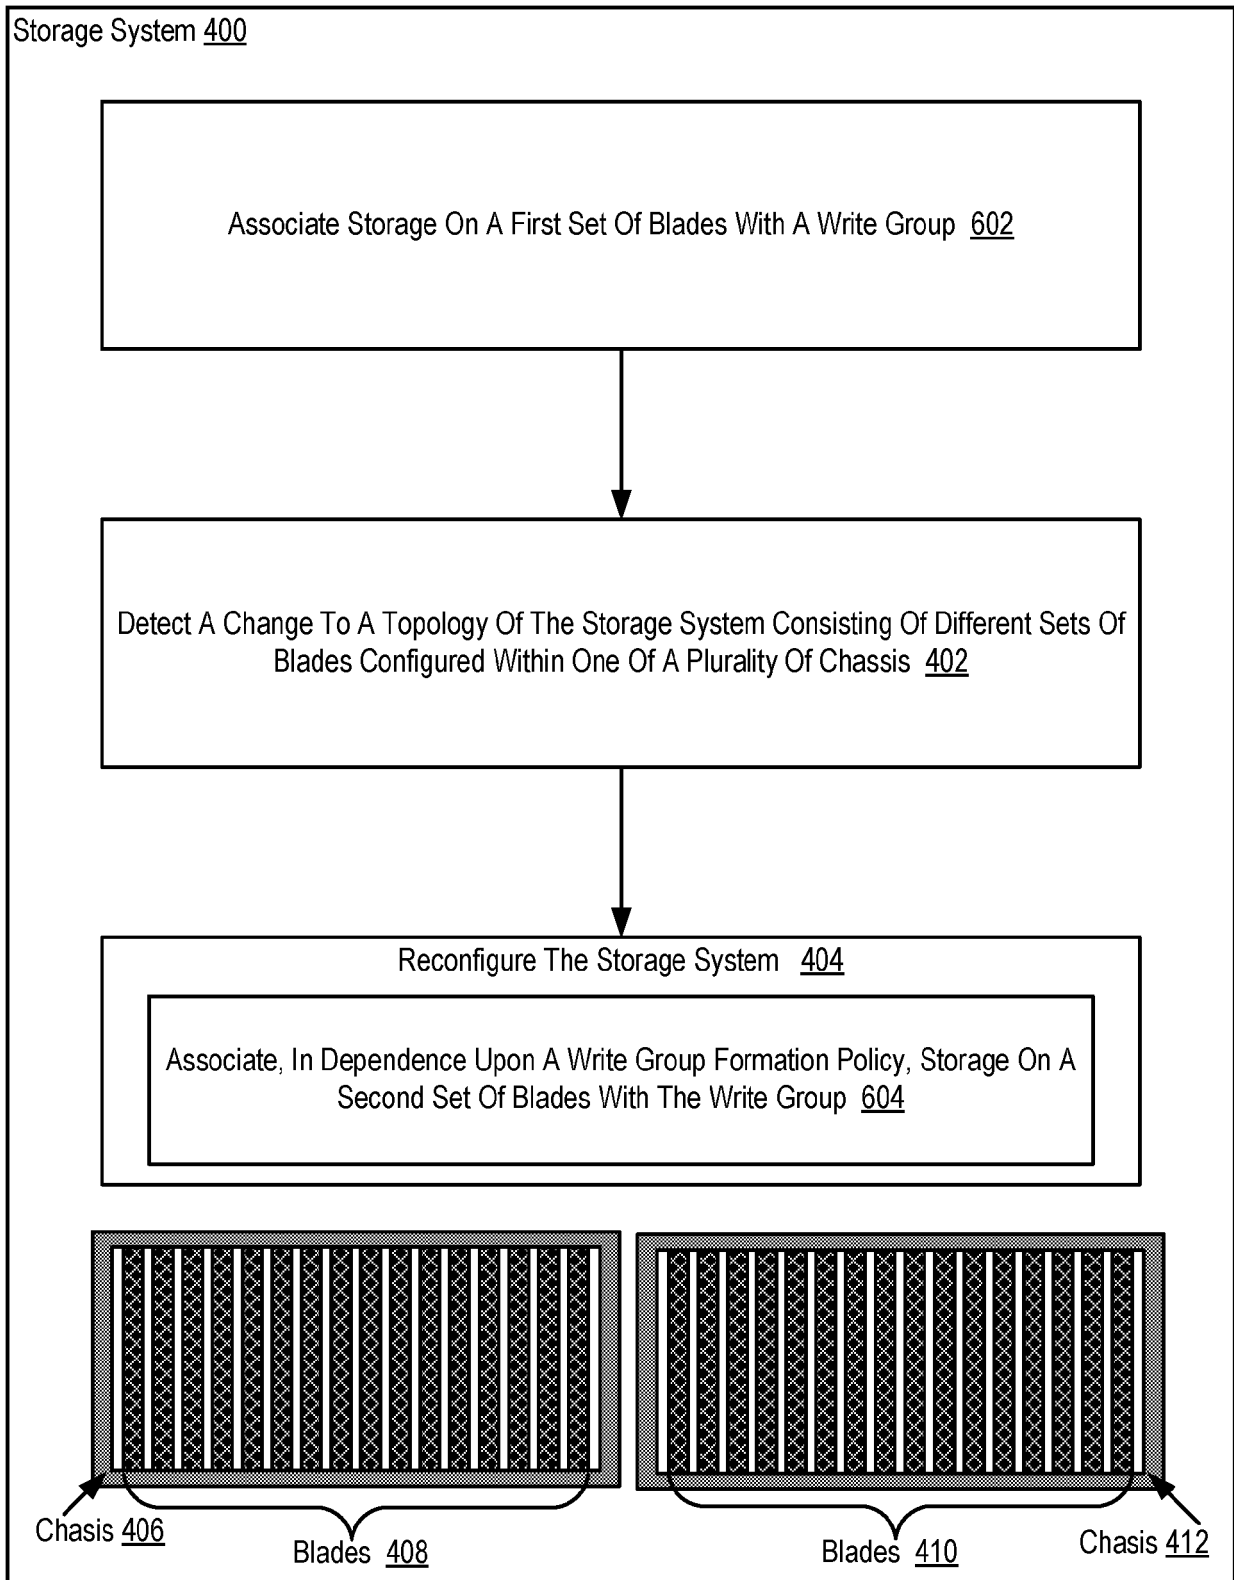 Storage System 400
Associate Storage On A First Set Of Blades With A Write Group 602
Detect A Change To A Topology Of The Storage System Consisting Of Different Sets Of
Blades Configured Within One Of A Plurality Of Chassis 402
Reconfigure The Storage System 404
Associate, In Dependence Upon A Write Group Formation Policy, Storage On A
Second Set Of Blades With The Write Group 604
Chasis 406
Blades 408
Blades 410
Chasis 412